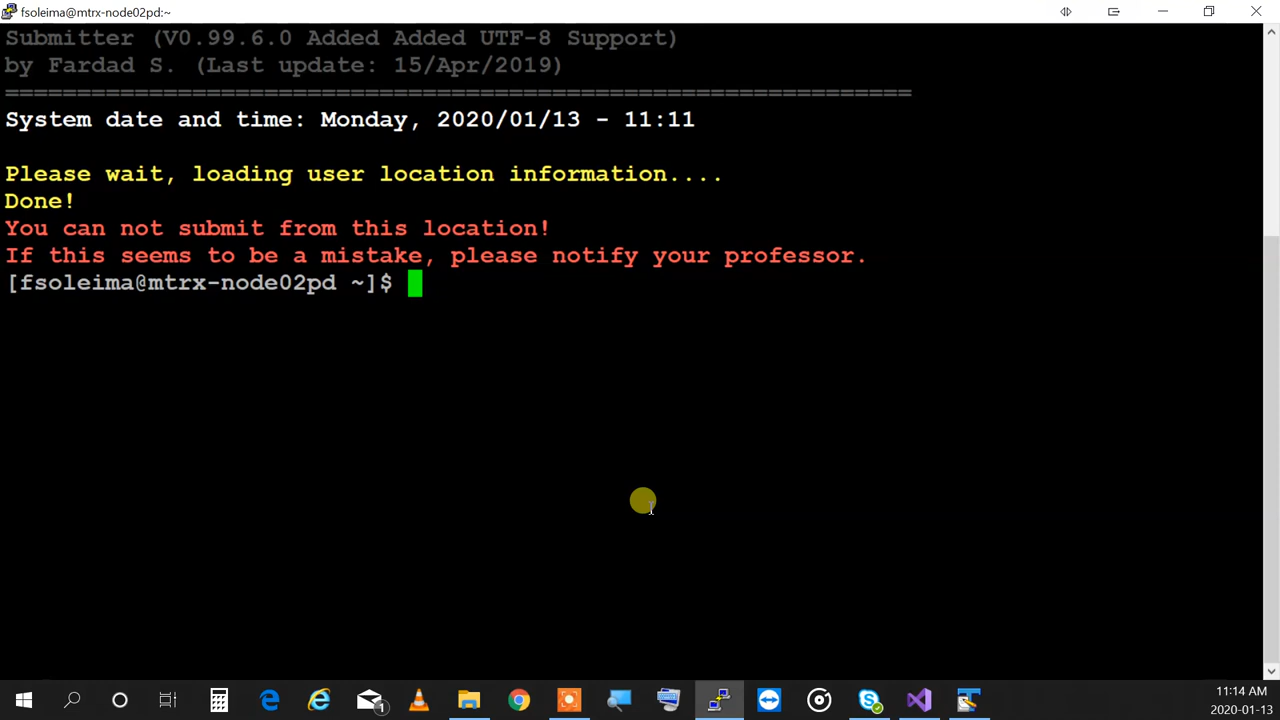 fsoleima@mtrx-node02pd:~
Submitter (V0.99.6.0 Added Added UTF-8 Support)
by Fardad S. (Last update: 15/Apr/2019)
===============================================================
System date and time: Monday, 2020/01/13 - 11:11
Please wait, loading user location information....
Done!
You can not submit from this location!
If this seems to be a mistake, please notify your professor.
[fsoleima@mtrx-node02pd ~]$
1
11:14 AM
2020-01-13